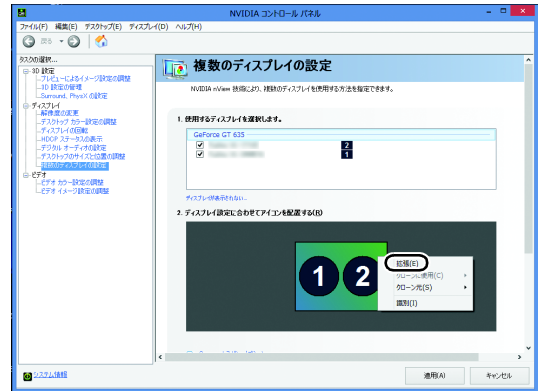 NVIDIA コントロール パネル
ファイル(F) 編集(E) デスクトップ(T) ディスプレイ(D) ヘルプ(H)
戻る
タスクの選択...
3D 設定
プレビューによるイメージ設定の調整
3D 設定の管理
Surround、PhysX の設定
ディスプレイ
解像度の変更
デスクトップ カラー設定の調整
ディスプレイの回転
HDCP ステータスの表示
デジタル オーディオの設定
デスクトップのサイズと位置の調整
複数のディスプレイの設定
ビデオ
ビデオ カラー設定の調整
ビデオ イメージ設定の調整
システム情報
複数のディスプレイの設定
NVIDIA nView 技術により、複数のディスプレイを使用する方法を指定できます。
1. 使用するディスプレイを選択します。
GeForce GT 635
2
1
ディスプレイが表示されない...
2. ディスプレイ設定に合わせてアイコンを配置する(R)
1 2
拡張(E)
クローンに使用(C)
クローン元(S)
識別(I)
適用(A) キャンセル